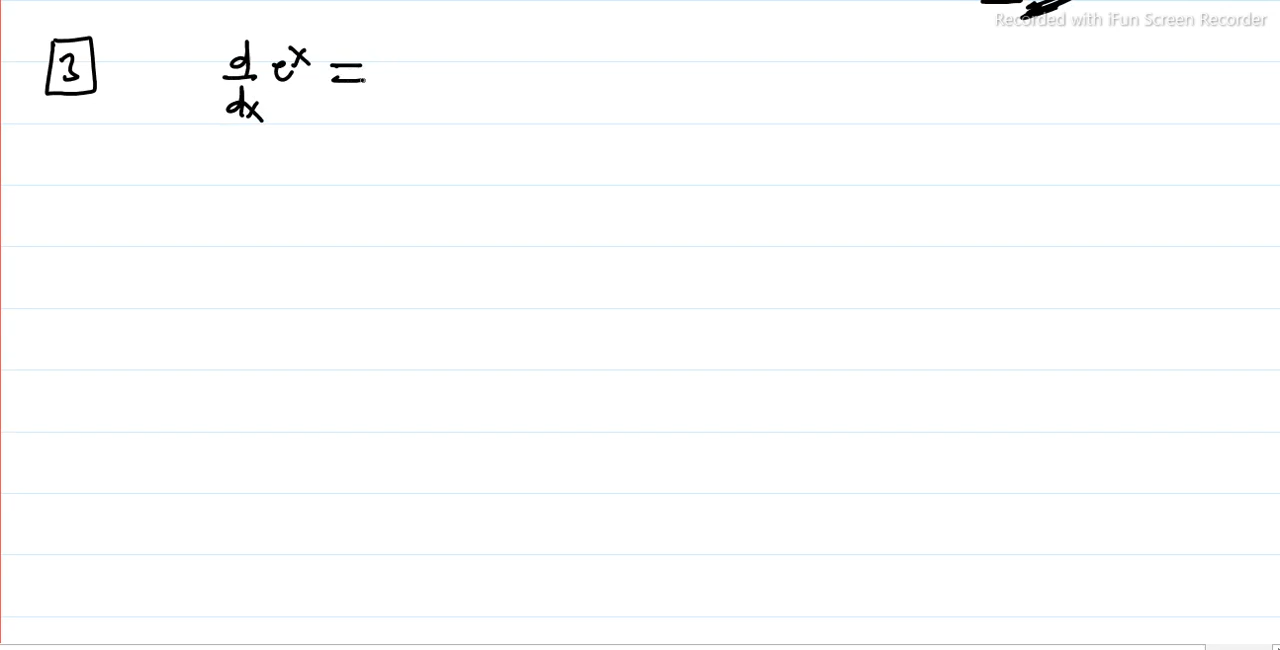 Recorded with iFun Screen Recorder
3 d/dx e^x =